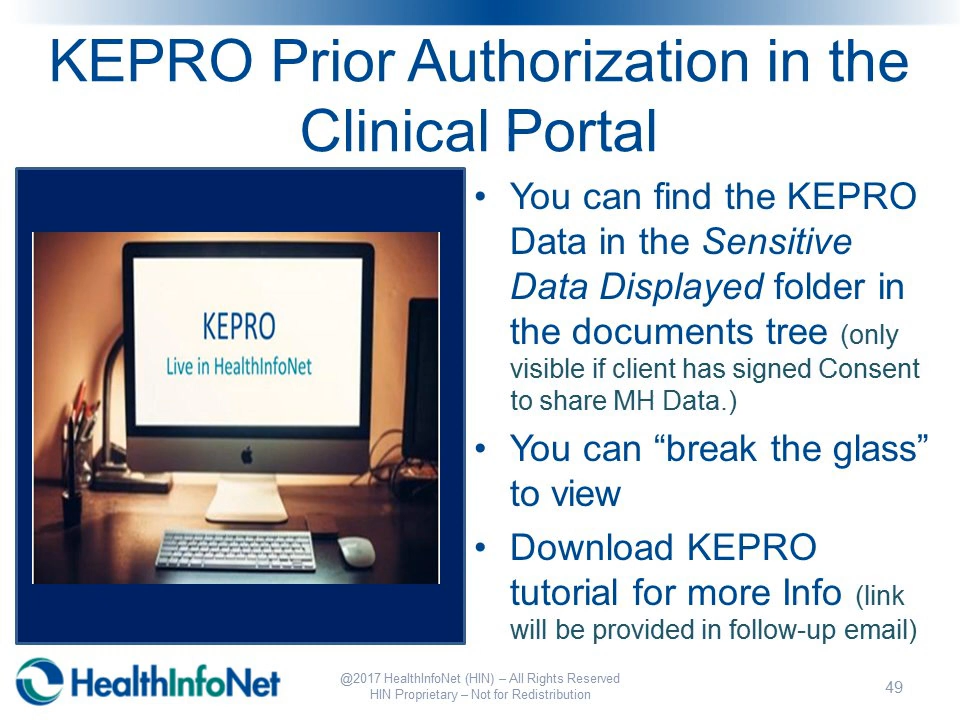 KEPRO Prior Authorization in the
Clinical Portal
KEPRO
Live in HealthInfoNet
• You can find the KEPRO
Data in the Sensitive
Data Displayed folder in
the documents tree (only
visible if client has signed Consent
to share MH Data.)
• You can “break the glass”
to view
• Download KEPRO
tutorial for more Info (link
will be provided in follow-up email)
HealthInfoNet
@2017 HealthInfoNet (HIN) – All Rights Reserved
HIN Proprietary – Not for Redistribution
49